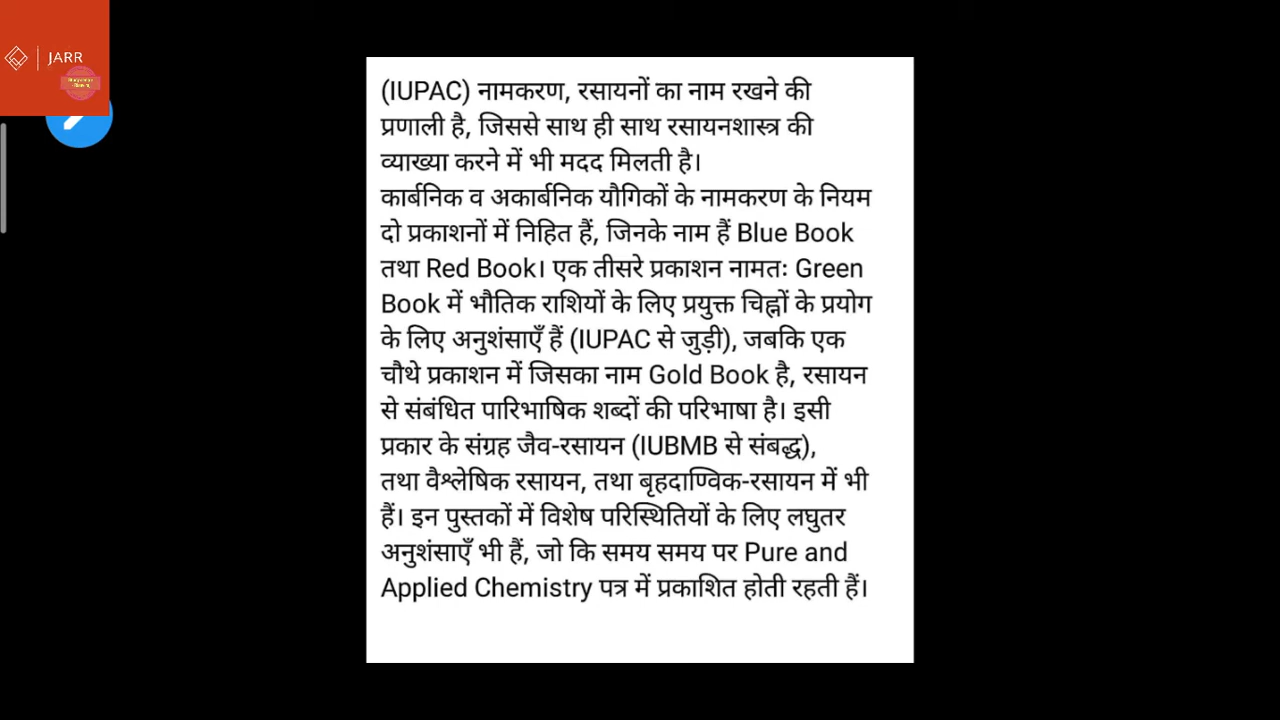 JARR
(IUPAC) नामकरण, रसायनों का नाम रखने की
प्रणाली है, जिससे साथ ही साथ रसायनशास्त्र की
व्याख्या करने में भी मदद मिलती है।
कार्बनिक व अकार्बनिक यौगिकों के नामकरण के नियम
दो प्रकाशनों में निहित हैं, जिनके नाम हैं Blue Book
तथा Red Book। एक तीसरे प्रकाशन नामतः Green
Book में भौतिक राशियों के लिए प्रयुक्त चिह्नों के प्रयोग
के लिए अनुशंसाएँ हैं (IUPAC से जुड़ी), जबकि एक
चौथे प्रकाशन में जिसका नाम Gold Book है, रसायन
से संबंधित पारिभाषिक शब्दों की परिभाषा है। इसी
प्रकार के संग्रह जैव-रसायन (IUBMB से संबद्ध),
तथा वैश्लेषिक रसायन, तथा बृहदाण्विक-रसायन में भी
हैं। इन पुस्तकों में विशेष परिस्थितियों के लिए लघुतर
अनुशंसाएँ भी हैं, जो कि समय समय पर Pure and
Applied Chemistry पत्र में प्रकाशित होती रहती हैं।